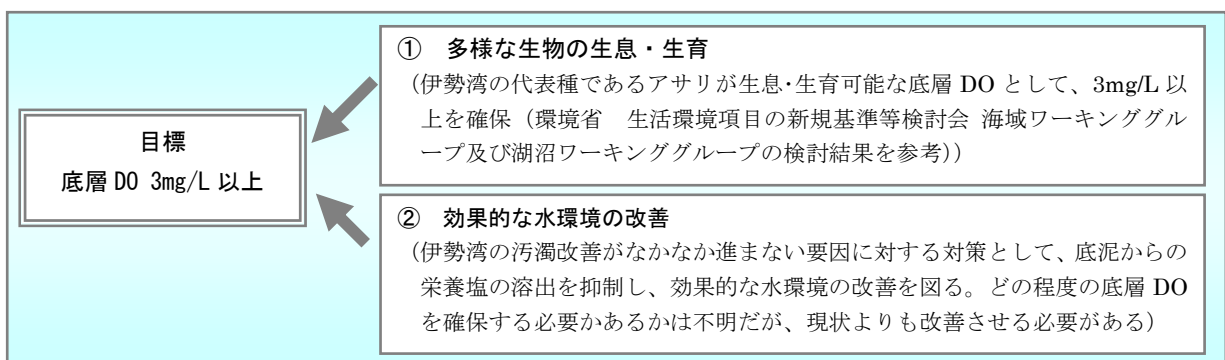 目標
底層 DO 3mg/L 以上
① 多様な生物の生息・生育
（伊勢湾の代表種であるアサリが生息･生育可能な底層 DO として、3mg/L 以
上を確保（環境省　生活環境項目の新規基準等検討会 海域ワーキンググル
ープ及び湖沼ワーキンググループの検討結果を参考））
② 効果的な水環境の改善
（伊勢湾の汚濁改善がなかなか進まない要因に対する対策として、底泥からの
栄養塩の溶出を抑制し、効果的な水環境の改善を図る。どの程度の底層 DO
を確保する必要かあるかは不明だが、現状よりも改善させる必要がある）